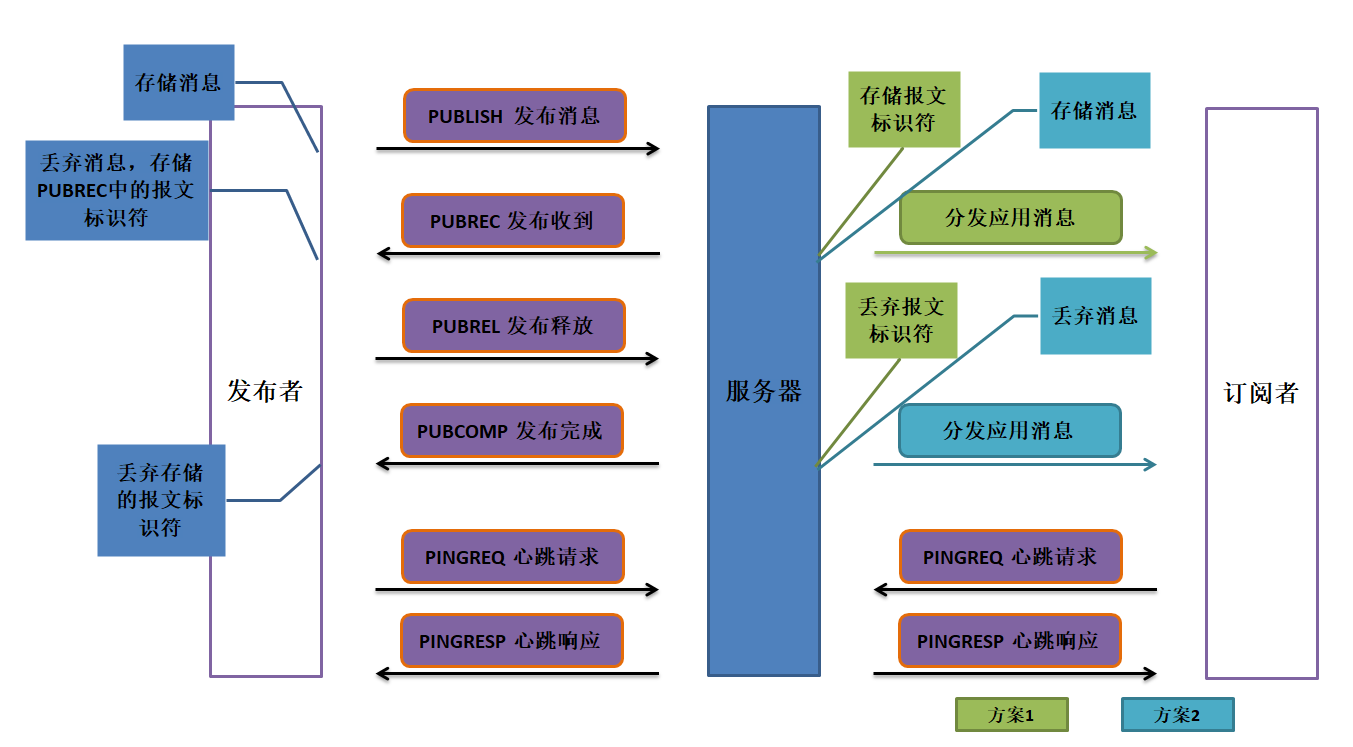 存储消息
丢弃消息，存储
PUBREC中的报文
标识符
发布者
丢弃存储
的报文标
识符
PUBLISH 发布消息
PUBREC 发布收到
PUBREL 发布释放
PUBCOMP 发布完成
PINGREQ 心跳请求
PINGRESP 心跳响应
服务器
存储报文
标识符
存储消息
分发应用消息
丢弃报文
标识符
丢弃消息
分发应用消息
PINGREQ 心跳请求
PINGRESP 心跳响应
订阅者
方案1
方案2